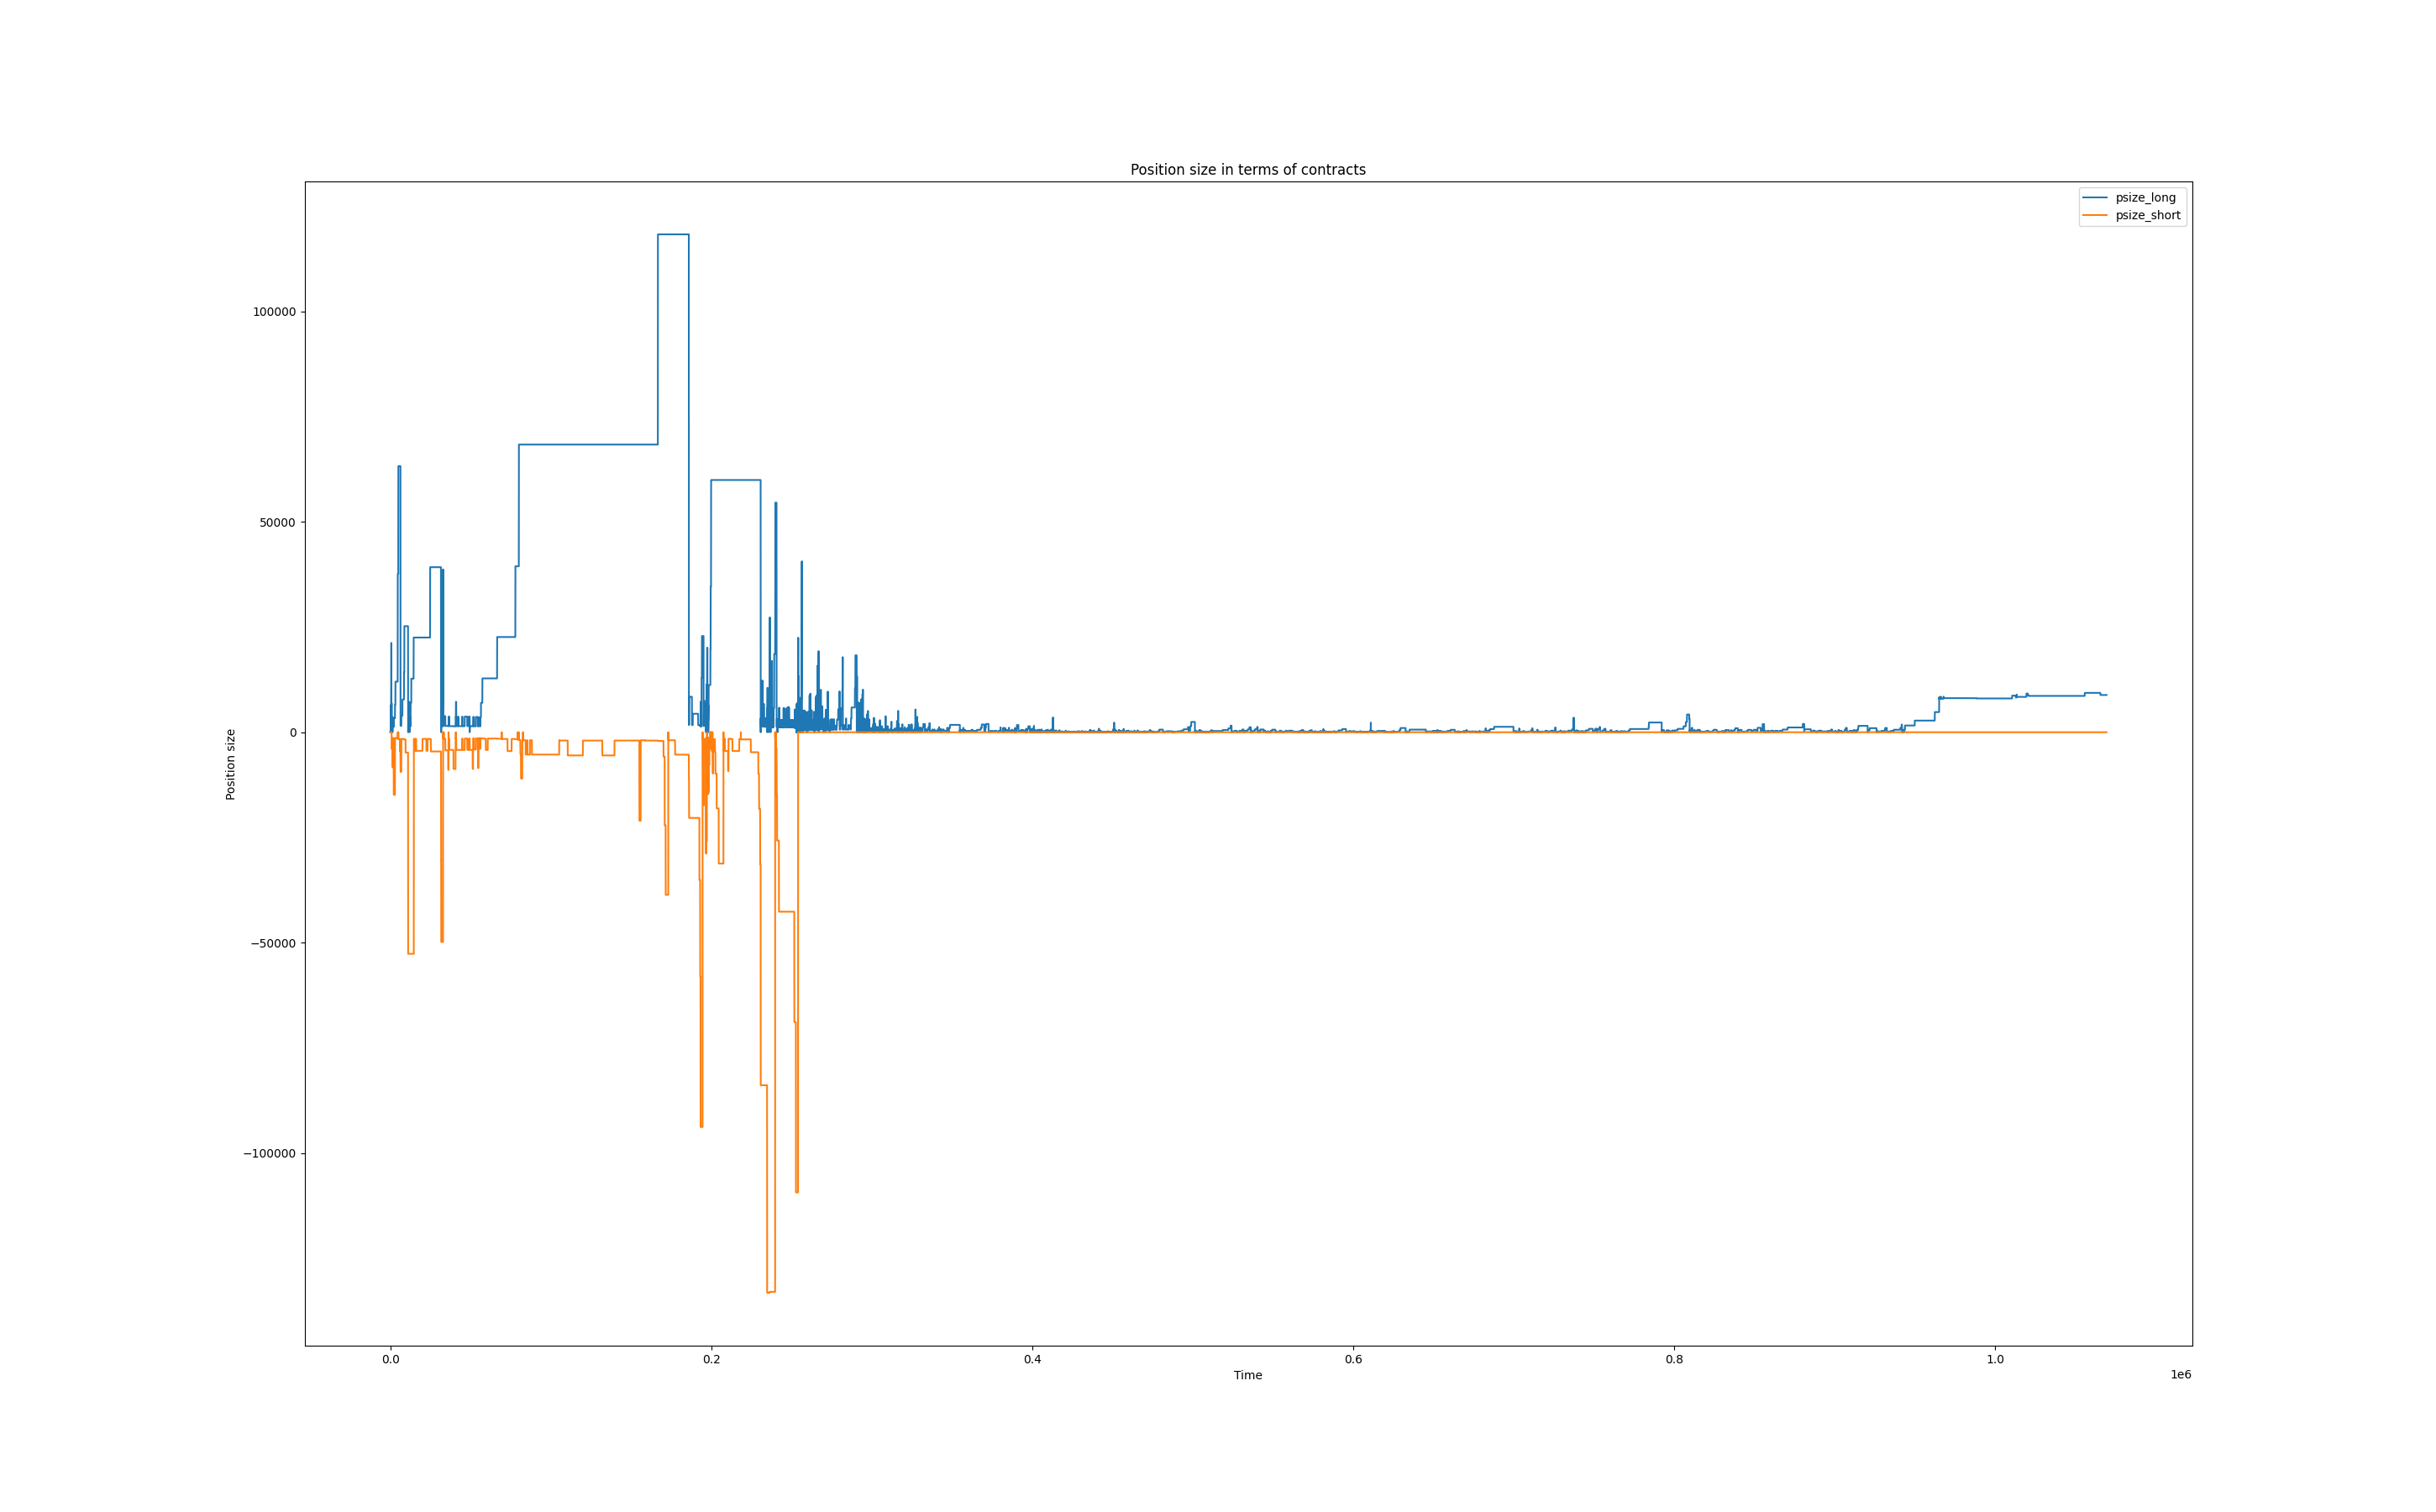 Position size in terms of contracts
psize_long
psize_short
100000
50000
0
−50000
−100000
Position size
0.0
0.2
0.4
0.6
0.8
1.0
Time
1e6